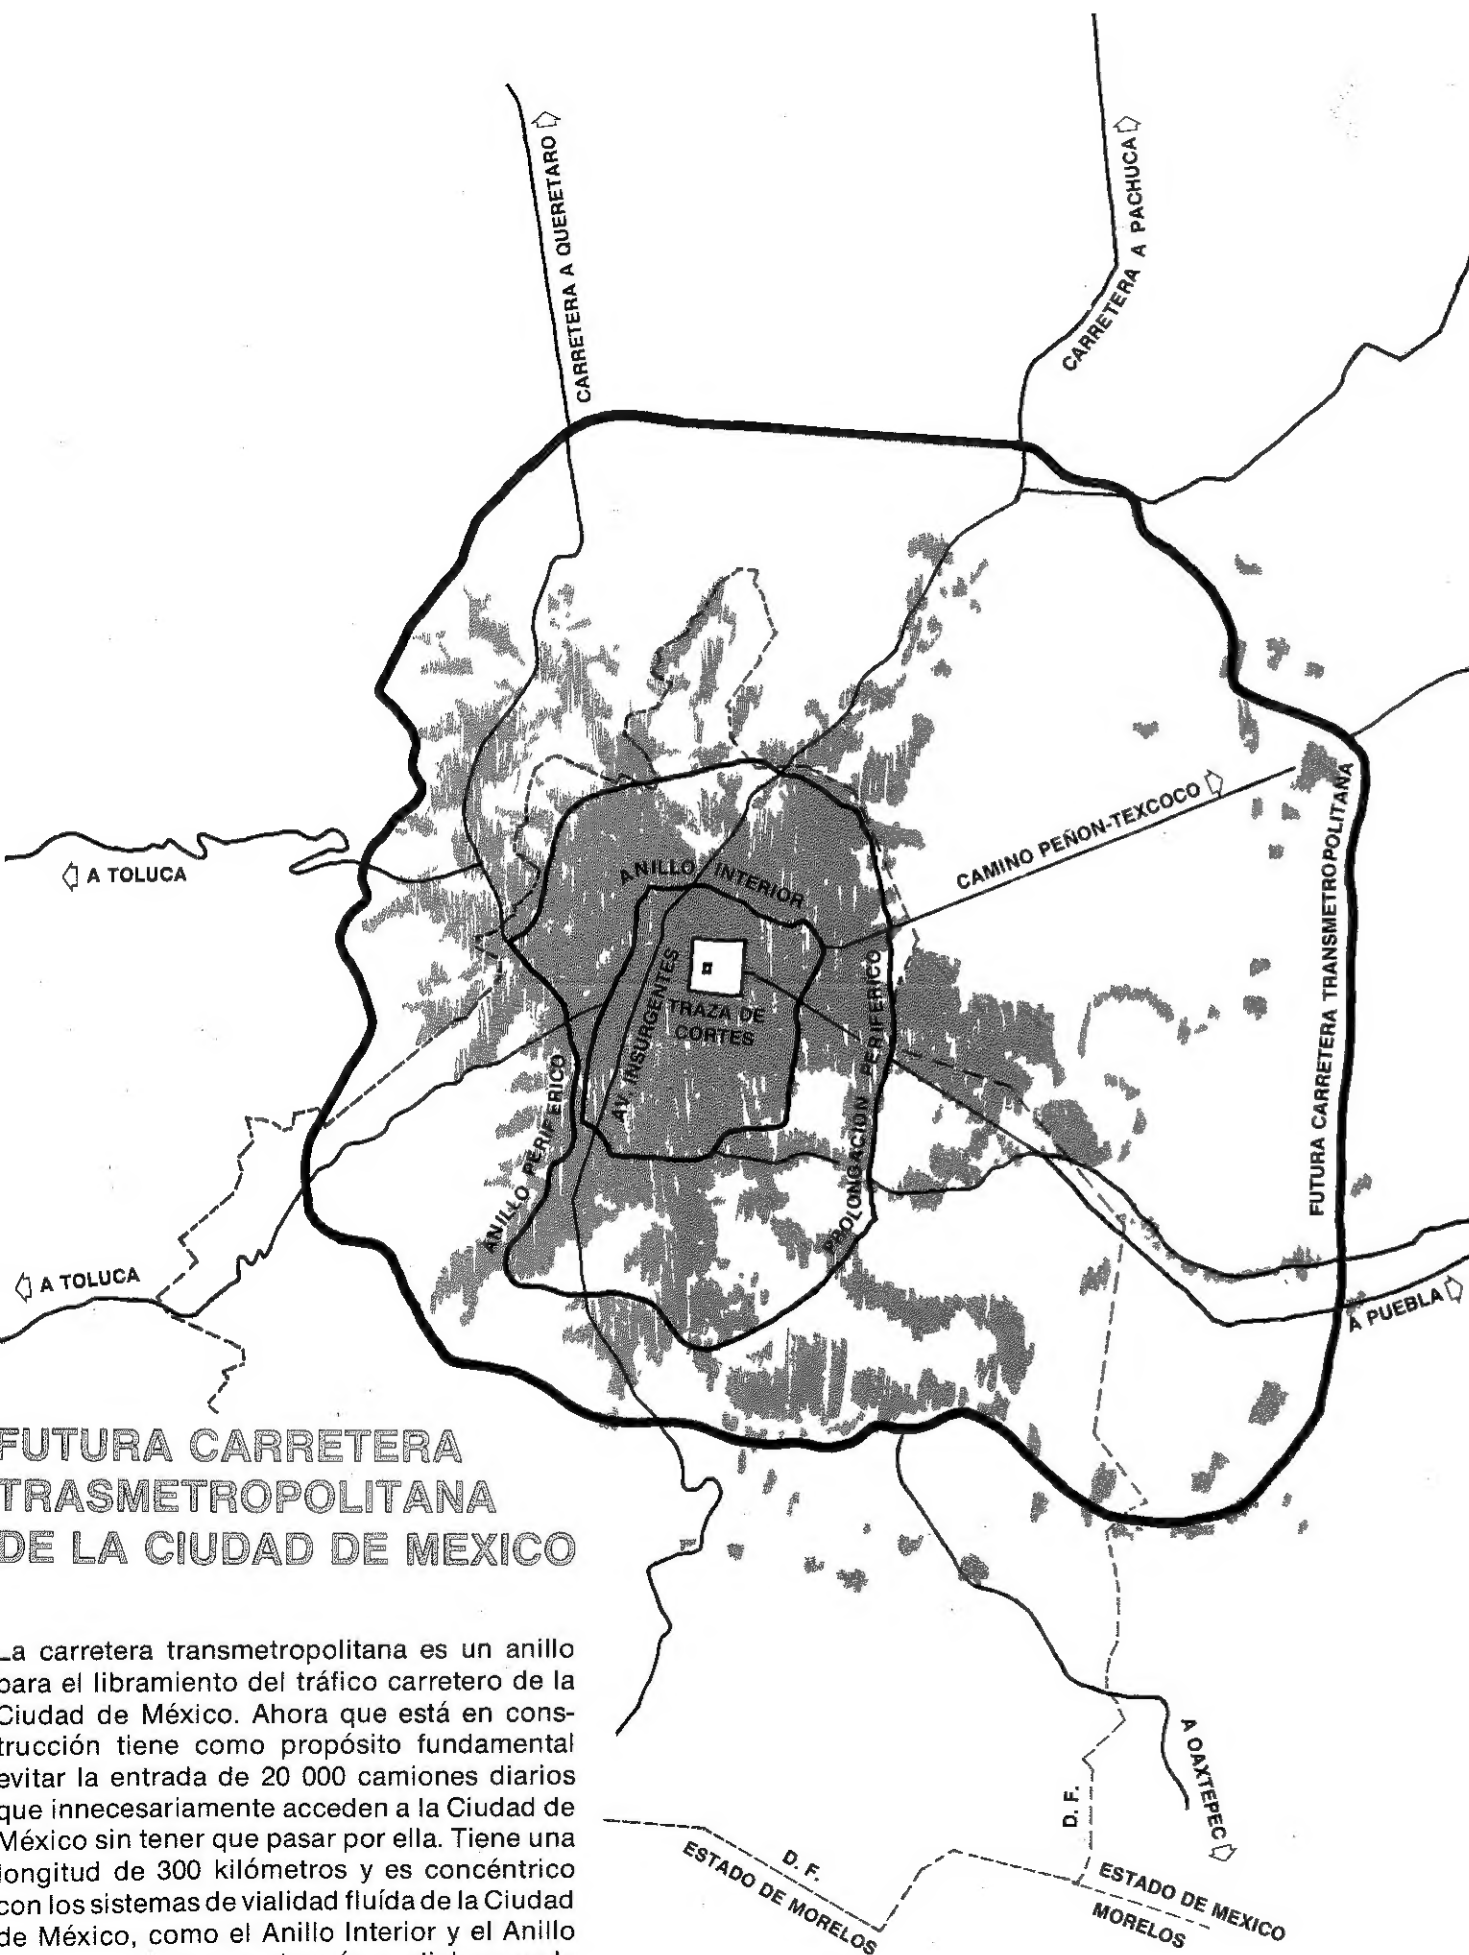 CARRETERA A QUERETARO
CARRETERA A PACHUCA
A TOLUCA
ANILLO INTERIOR
CAMINO PEÑON-TEXCOCO
FUTURA CARRETERA TRANSMETROPOLITANA
AV. INSURGENTES
TRAZA DE
CORTES
ANILLO PERIFERICO
PROLONGACION PERIFERICO
A TOLUCA
A PUEBLA
FUTURA CARRETERA
TRASMETROPOLITANA
DE LA CIUDAD DE MEXICO
La carretera transmetropolitana es un anillo
para el libramiento del tráfico carretero de la
Ciudad de México. Ahora que está en cons-
trucción tiene como propósito fundamental
evitar la entrada de 20 000 camiones diarios
que innecesariamente acceden a la Ciudad de
México sin tener que pasar por ella. Tiene una
longitud de 300 kilómetros y es concéntrico
con los sistemas de vialidad fluída de la Ciudad
de México, como el Anillo Interior y el Anillo
A OAXTEPEC
D. F.
D. F.
ESTADO DE MORELOS
ESTADO DE MEXICO
MORELOS